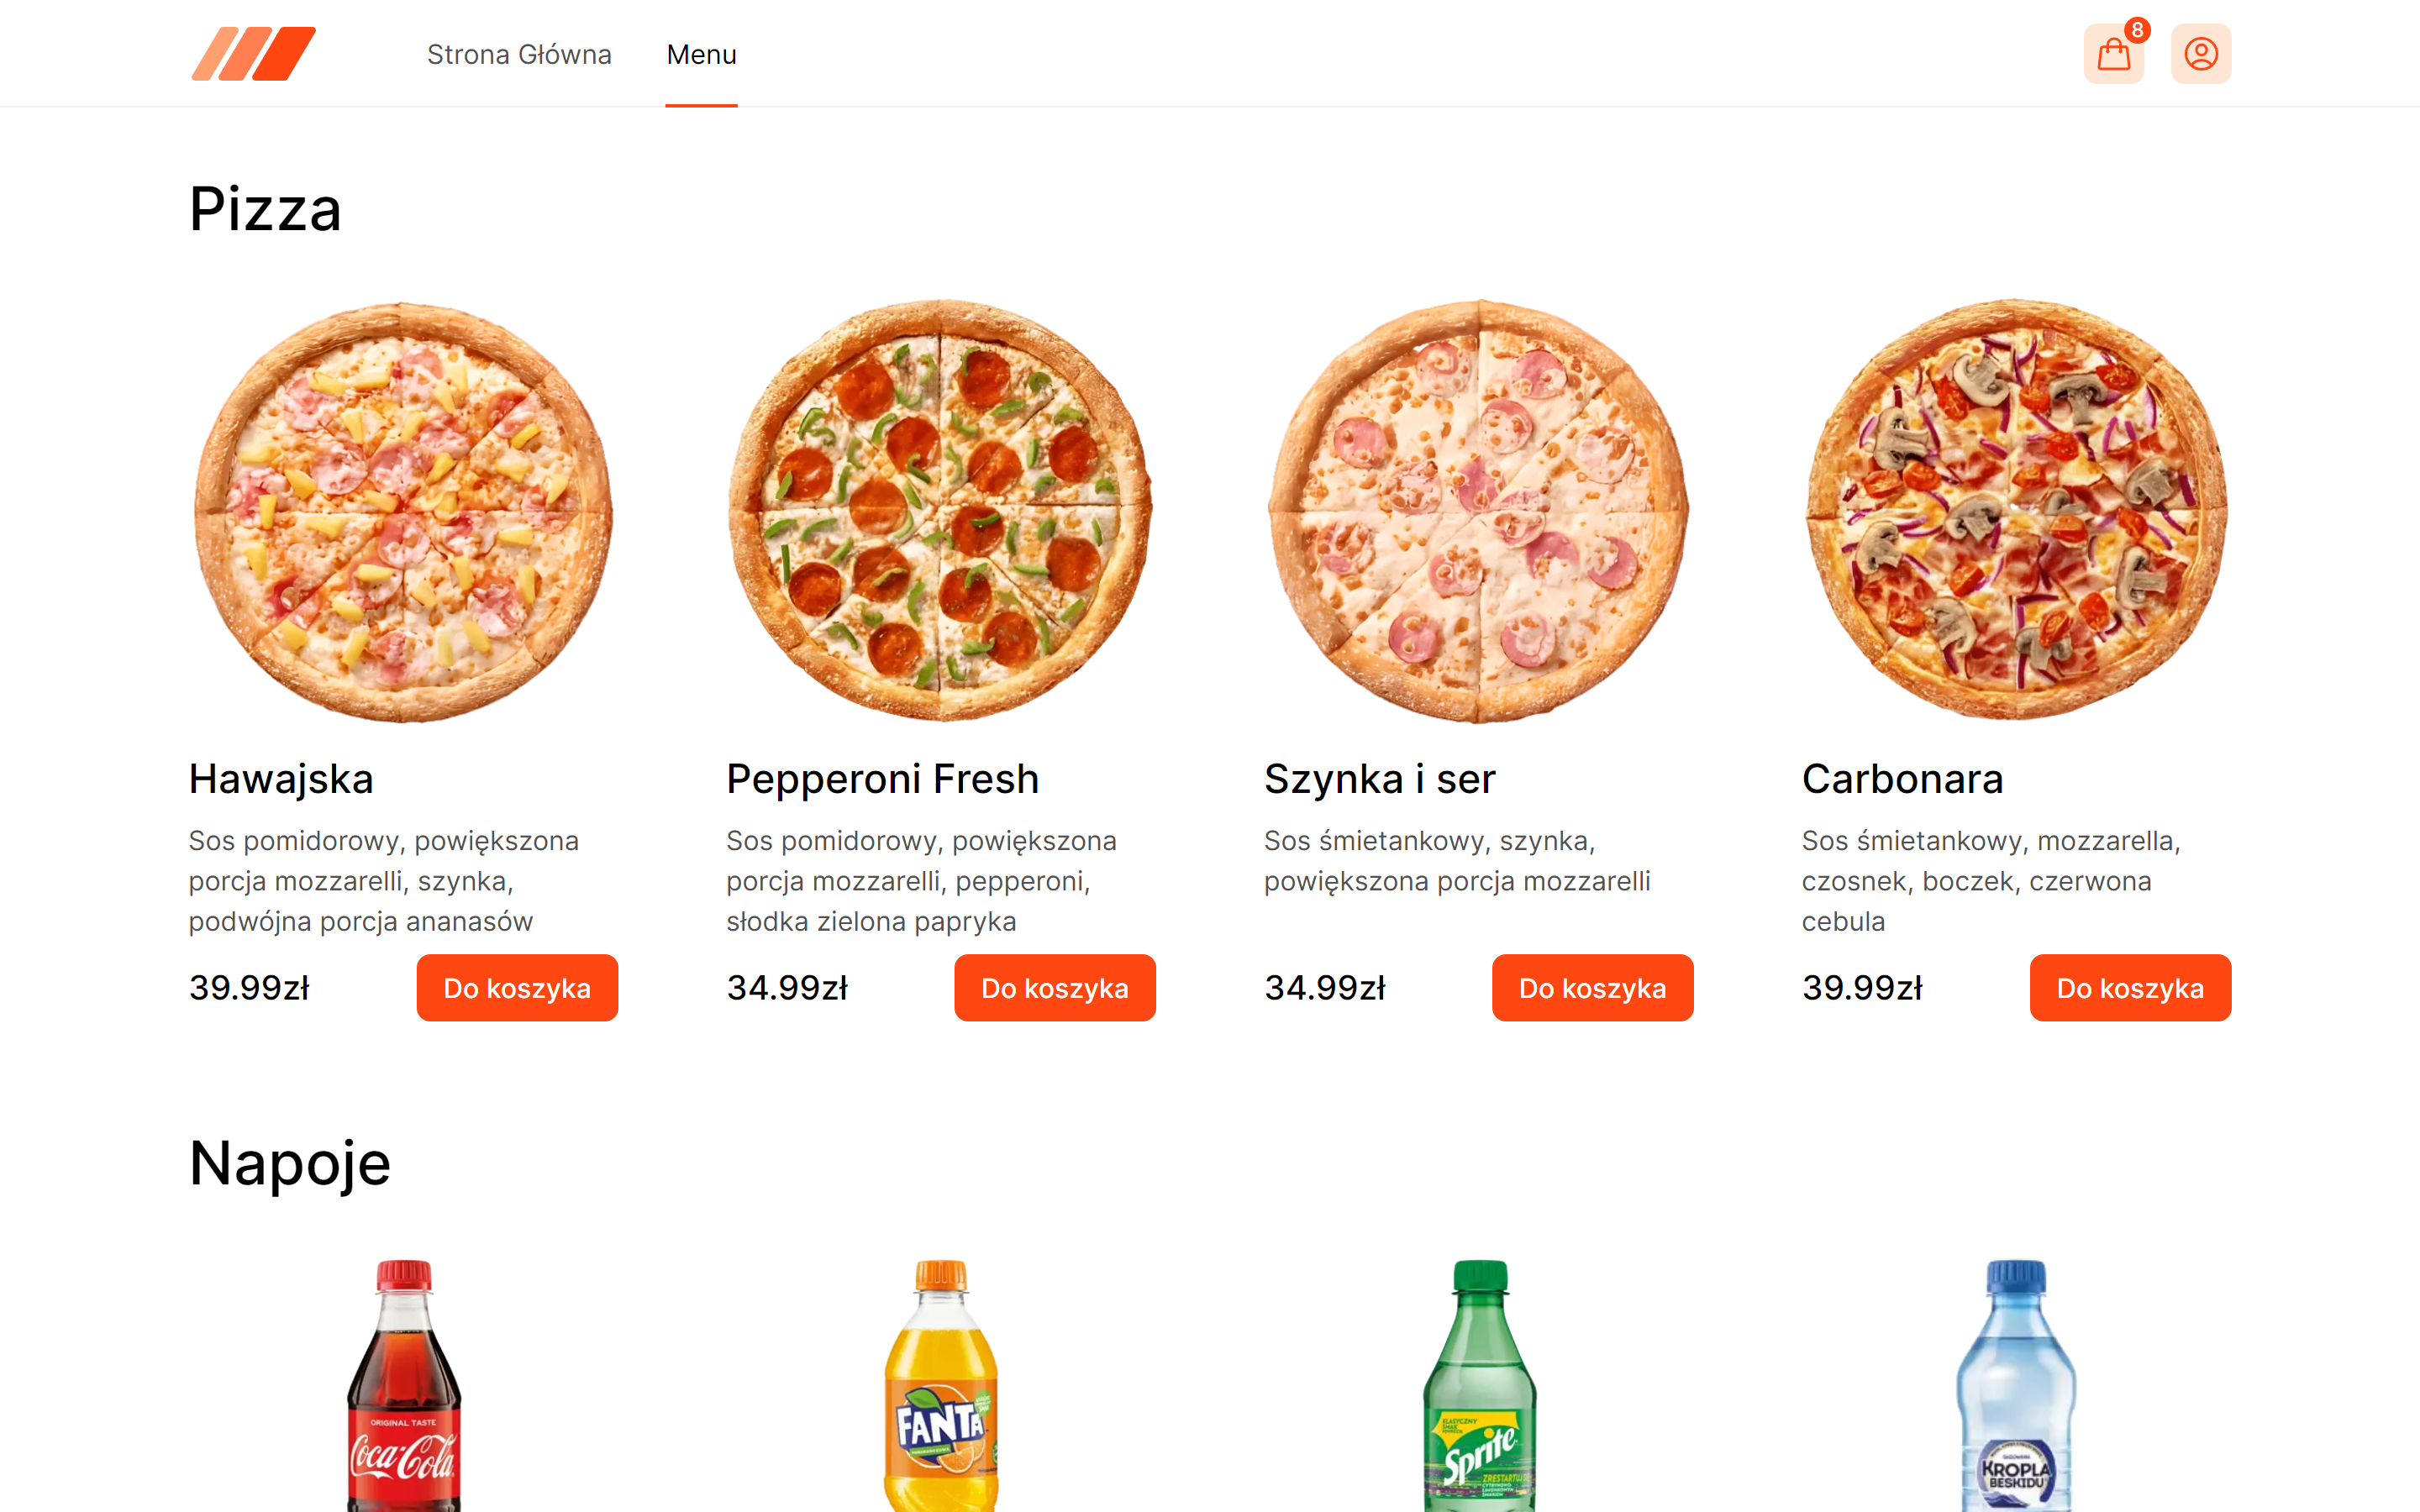 Strona Główna
Menu
8
Pizza
Hawajska
Sos pomidorowy, powiększona
porcja mozzarelli, szynka,
podwójna porcja ananasów
39.99zł
Do koszyka
Pepperoni Fresh
Sos pomidorowy, powiększona
porcja mozzarelli, pepperoni,
słodka zielona papryka
34.99zł
Do koszyka
Szynka i ser
Sos śmietankowy, szynka,
powiększona porcja mozzarelli
34.99zł
Do koszyka
Carbonara
Sos śmietankowy, mozzarella,
czosnek, boczek, czerwona
cebula
39.99zł
Do koszyka
Napoje
ORIGINAL TASTE
Coca-Cola
FANTA
KLASYCZNY
SMAK
Sprite
ZRESTARTUJ
KROPLA
BESKIDU